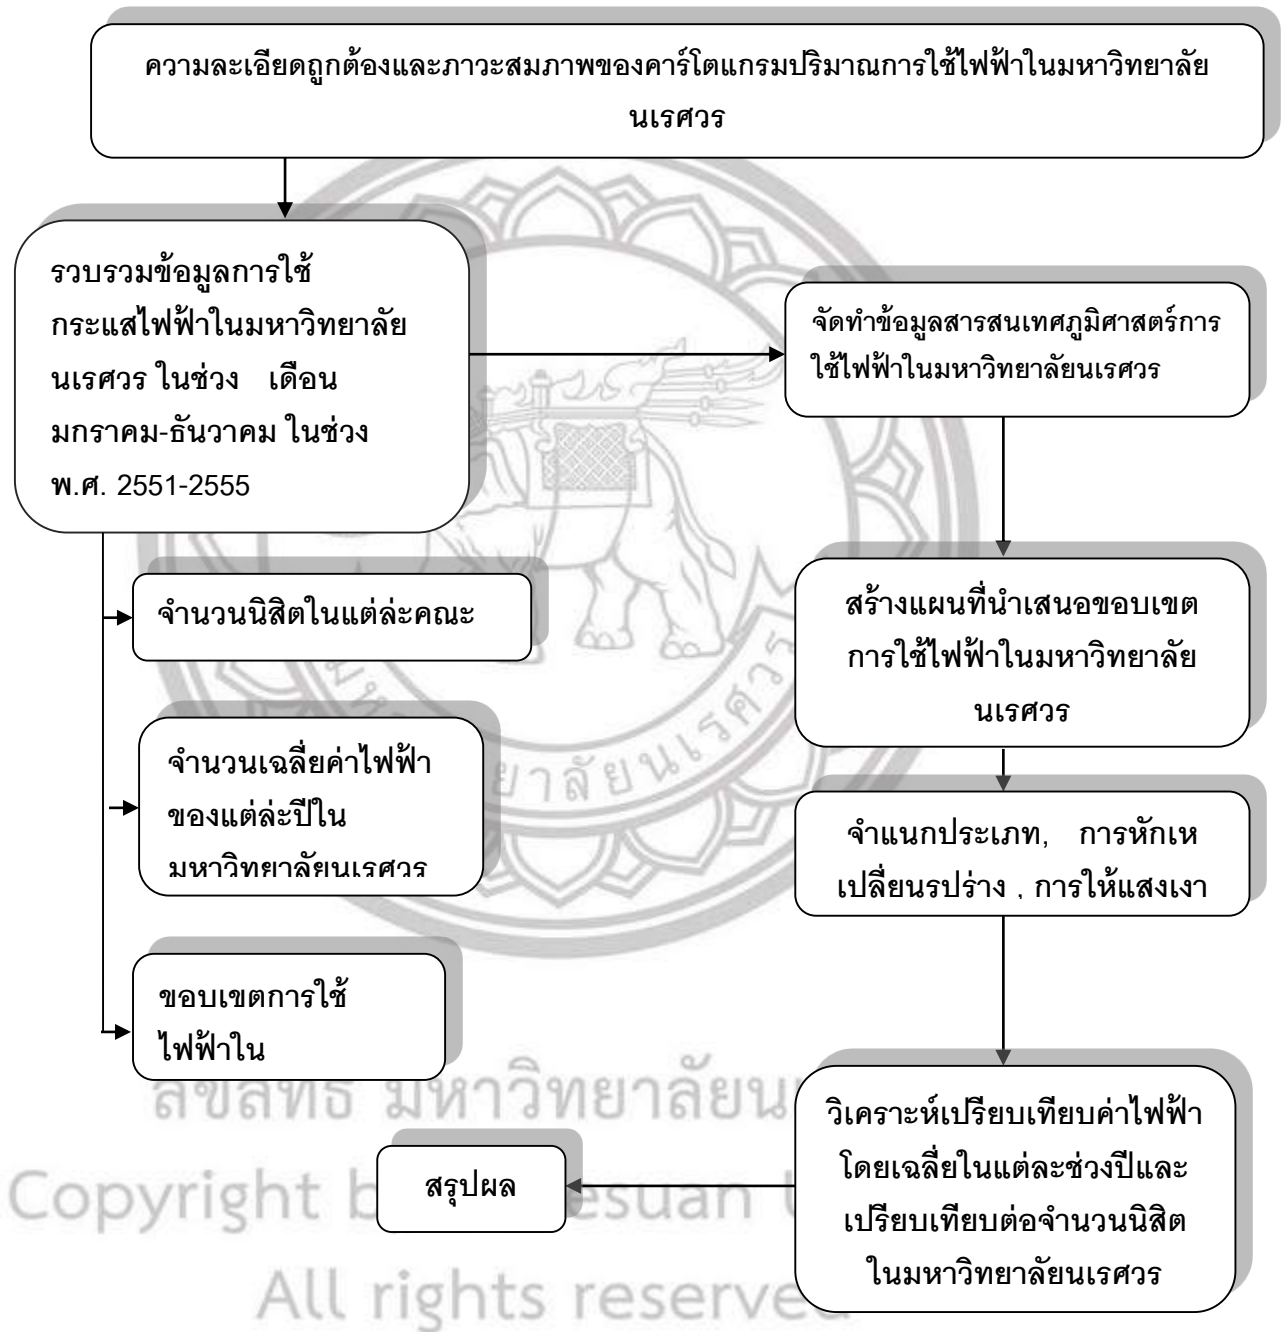 ความละเอียดถูกต้องและภาวะสมภาพของคาร์โตแกรมปริมาณการใช้ไฟฟ้าในมหาวิทยาลัย
นเรศวร
รวบรวมข้อมูลการใช้
กระแสไฟฟ้าในมหาวิทยาลัย
นเรศวร ในช่วง เดือน
มกราคม-ธันวาคม ในช่วง
พ.ศ. 2551-2555
จัดทำข้อมูลสารสนเทศภูมิศาสตร์การ
ใช้ไฟฟ้าในมหาวิทยาลัยนเรศวร
จำนวนนิสิตในแต่ล่ะคณะ
สร้างแผนที่นำเสนอขอบเขต
การใช้ไฟฟ้าในมหาวิทยาลัย
นเรศวร
จำนวนเฉลี่ยค่าไฟฟ้า
ของแต่ล่ะปีใน
มหาวิทยาลัยนเรศวร
จำแนกประเภท, การหักเห
เปลี่ยนรูปร่าง , การให้แสงเงา
ขอบเขตการใช้
ไฟฟ้าใน
วิเคราะห์เปรียบเทียบค่าไฟฟ้า
โดยเฉลี่ยในแต่ละช่วงปีและ
เปรียบเทียบต่อจำนวนนิสิต
ในมหาวิทยาลัยนเรศวร
สรุปผล
ลิขสิทธิ์ มหาวิทยาลัยน
Copyright b esuan
All rights reserved